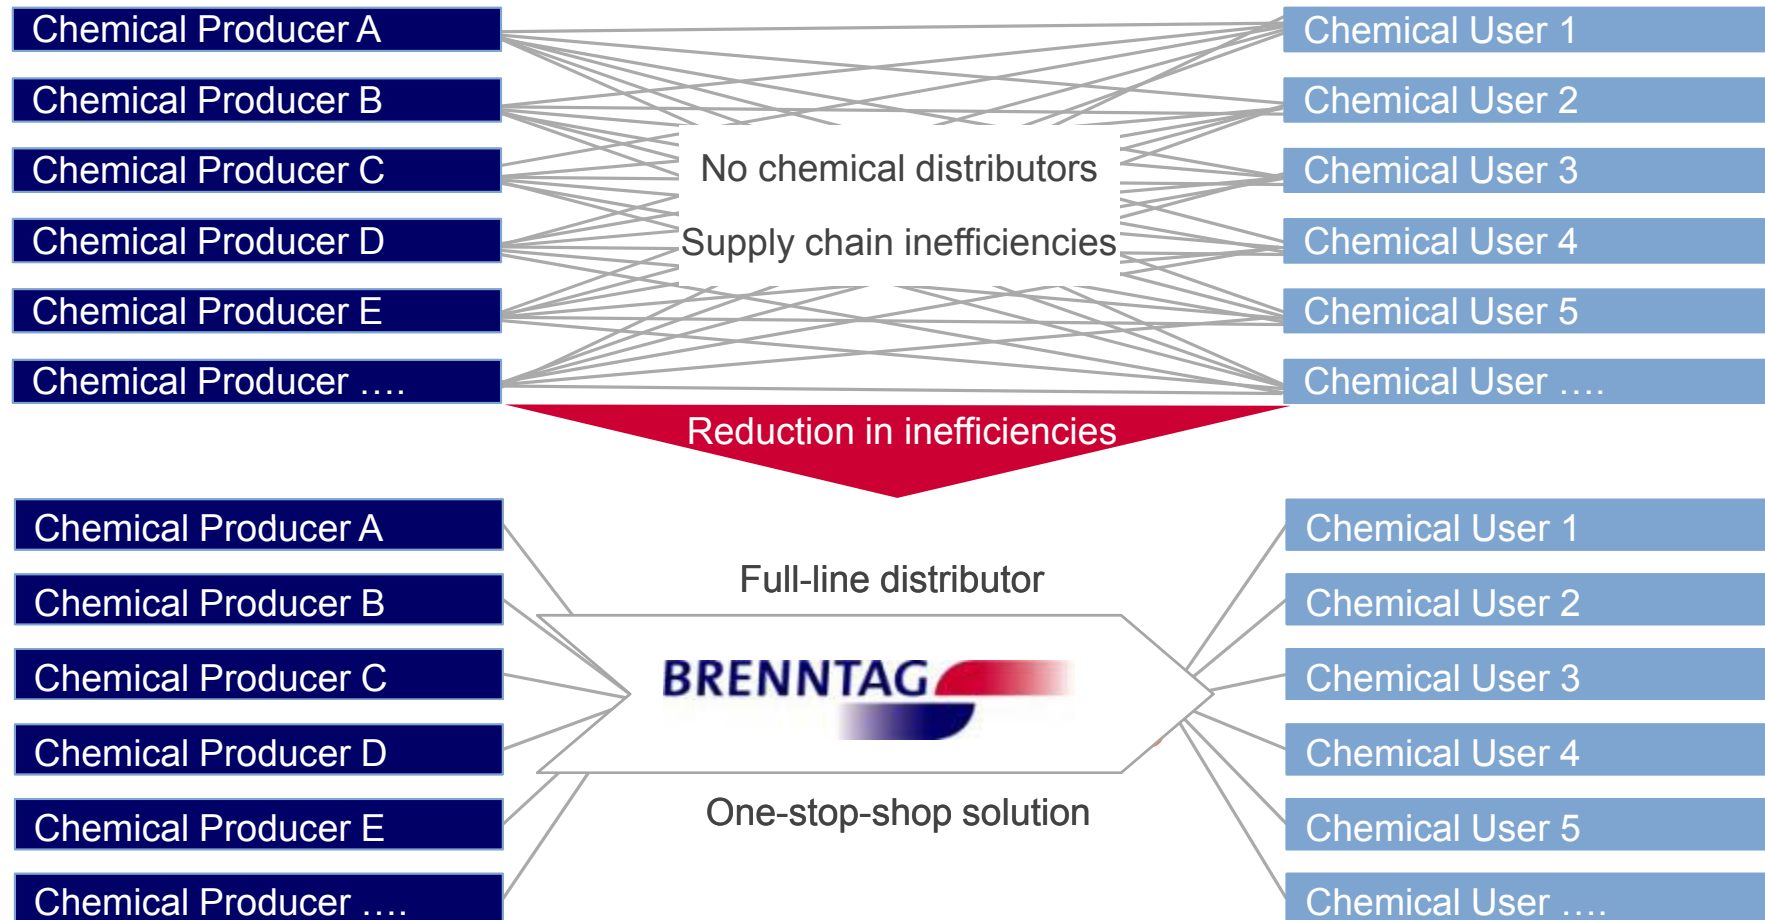 Chemical Producer A
Chemical User 1
Chemical Producer B
Chemical User 2
Chemical Producer C
No chemical distributors
Chemical User 3
Chemical Producer D
Supply chain inefficiencies
Chemical User 4
Chemical Producer E
Chemical User 5
Chemical Producer ….
Chemical User ….
Reduction in inefficiencies
Chemical Producer A
Chemical User 1
Full-line distributor
Chemical Producer B
Chemical User 2
Chemical Producer C
BRENNTAG
Chemical User 3
Chemical Producer D
Chemical User 4
One-stop-shop solution
Chemical Producer E
Chemical User 5
Chemical Producer ….
Chemical User ….